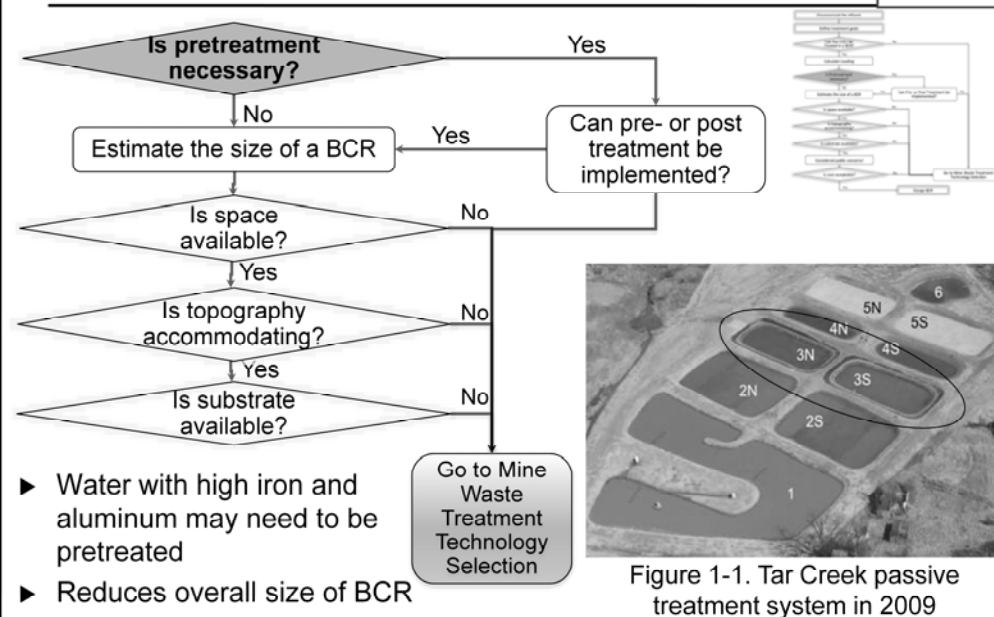 Is pretreatment
necessary?
Yes
No
Estimate the size of a BCR
Yes
Can pre- or post
treatment be
implemented?
Is space
available?
No
Yes
Is topography
accommodating?
No
Yes
Is substrate
available?
No
Go to Mine
Waste
Treatment
Technology
Selection
► Water with high iron and
aluminum may need to be
pretreated
► Reduces overall size of BCR
6
5N
5S
4N
4S
3N
3S
2N
2S
1
Figure 1-1. Tar Creek passive
treatment system in 2009